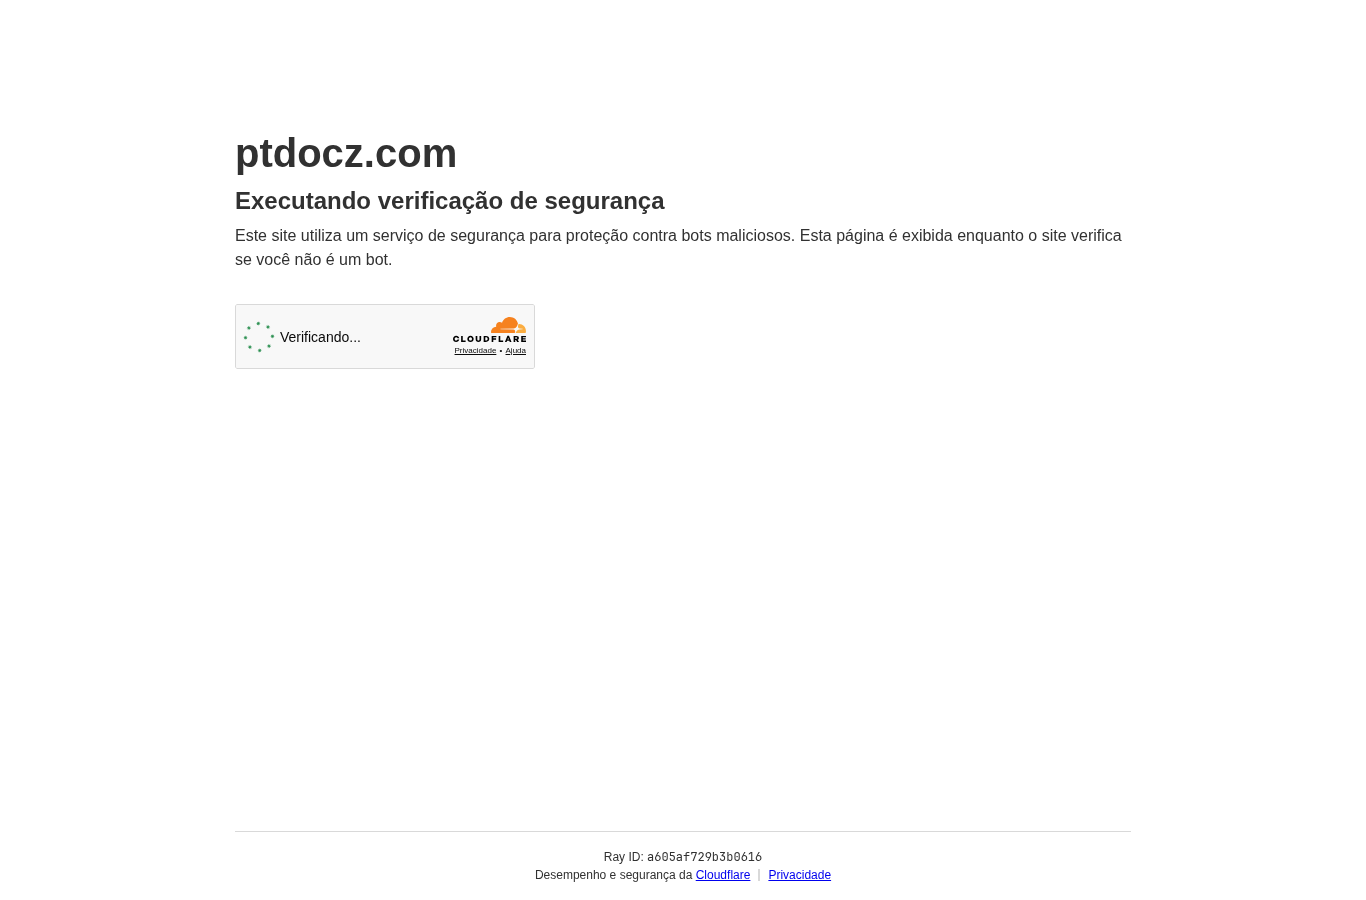 ptdocz.com
Executando verificação de segurança
Este site utiliza um serviço de segurança para proteção contra bots maliciosos. Esta página é exibida enquanto o site verifica
se você não é um bot.
Verificando...
CLOUDFLARE
Privacidade • Ajuda
Ray ID: a605af729b3b0616
Desempenho e segurança da Cloudflare | Privacidade